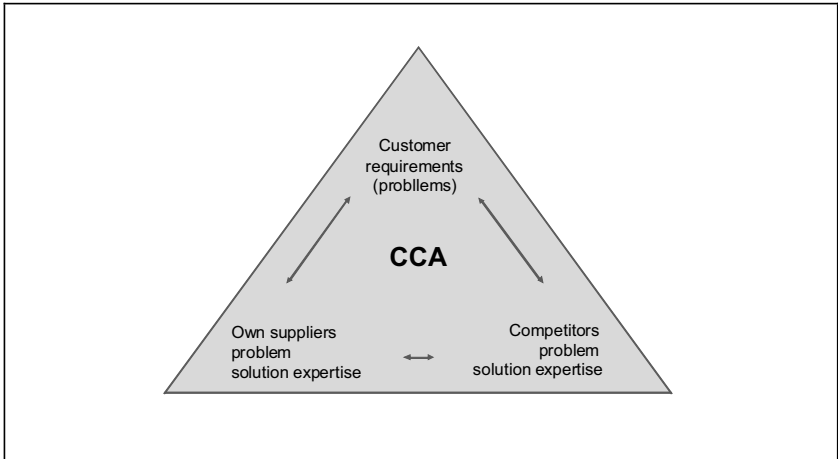 Customer
requirements
(probllems)
CCA
Own suppliers
problem
solution expertise
Competitors
problem
solution expertise